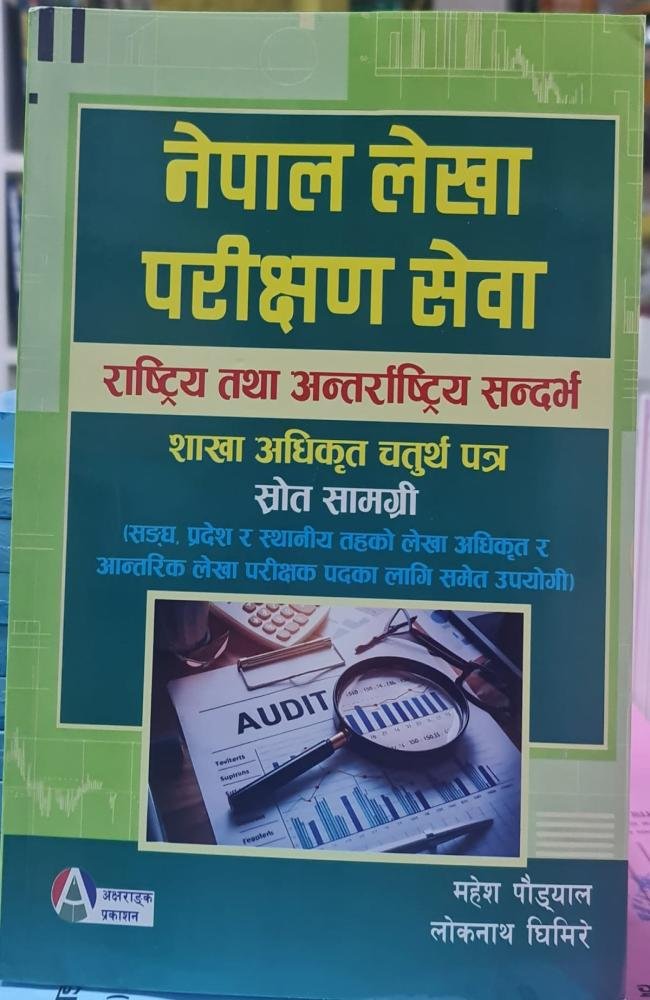 नेपाल लेखा
परीक्षण सेवा
राष्ट्रिय तथा अन्तर्राष्ट्रिय सन्दर्भ
शाखा अधिकृत चतुर्थ पत्र
स्रोत सामग्री
(सङघ, प्रदेश र स्थानीय तहको लेखा अधिकृत र
आन्तरिक लेखा परीक्षक पदका लागि समेत उपयोगी)
AUDIT
अक्षराङ्क
प्रकाशन
महेश पौड्याल
लोकनाथ घिमिरे